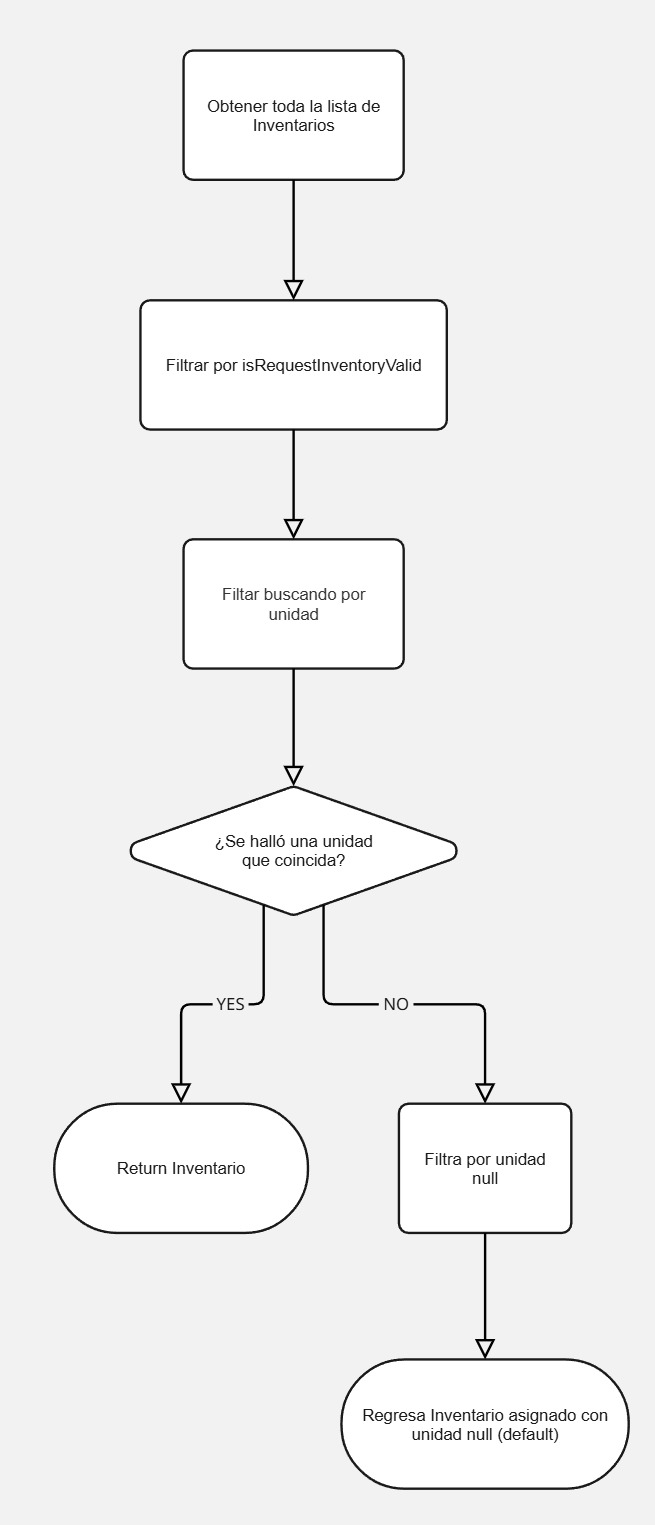 Obtener toda la lista de
Inventarios
Filtrar por isRequestInventoryValid
Filtar buscando por
unidad
¿Se halló una unidad
que coincida?
YES
NO
Return Inventario
Filtra por unidad
null
Regresa Inventario asignado con
unidad null (default)